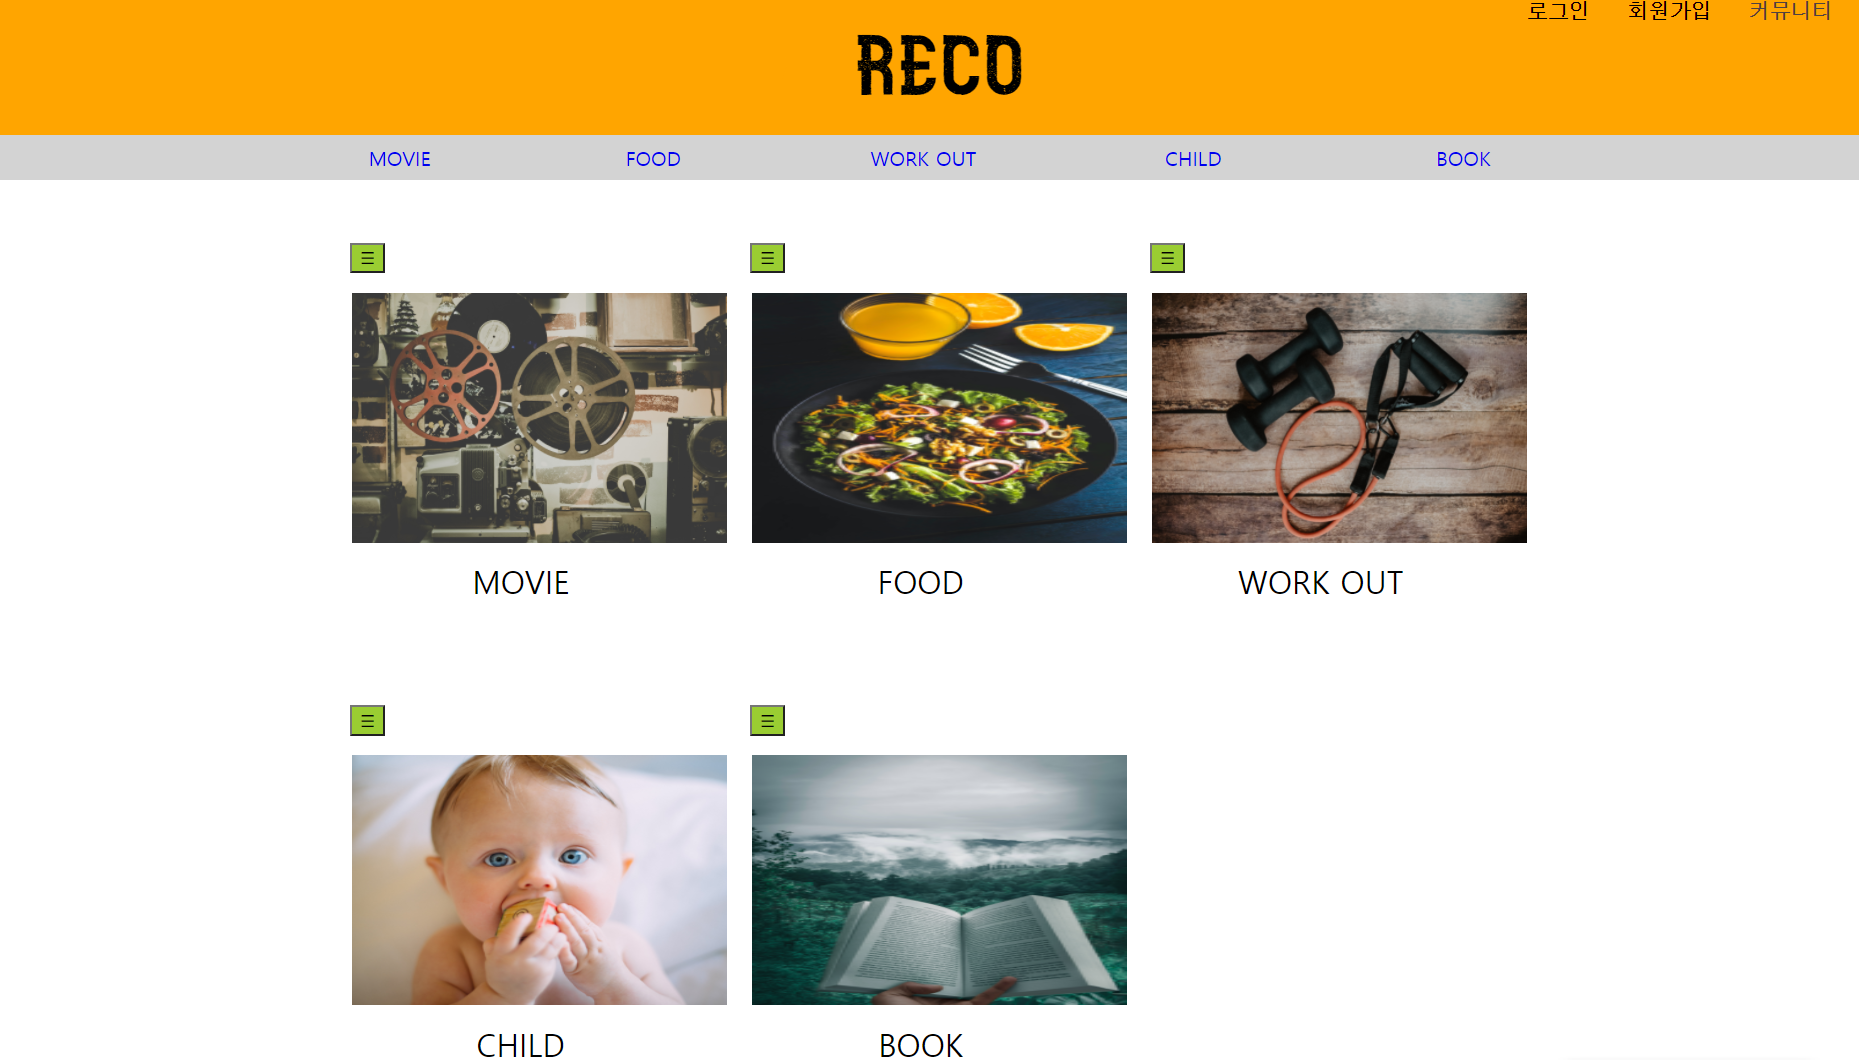 로그인 회원가입 커뮤니티
RECO
MOVIE FOOD WORK OUT CHILD BOOK
☰ ☰ ☰
MOVIE FOOD WORK OUT
☰ ☰
CHILD BOOK